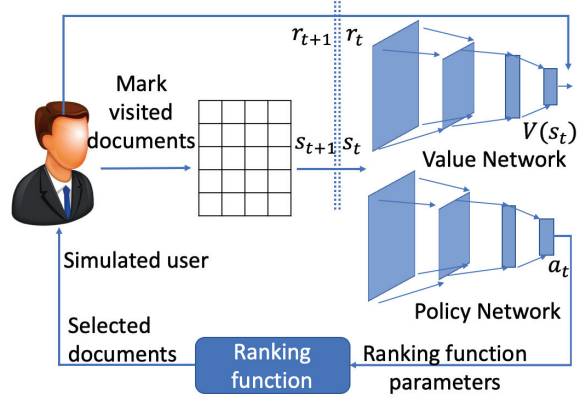 r_{t+1} r_t
Mark
visited
documents
s_{t+1} s_t
V(s_t)
Value Network
Simulated user
a_t
Policy Network
Selected
documents
Ranking
function
Ranking function
parameters